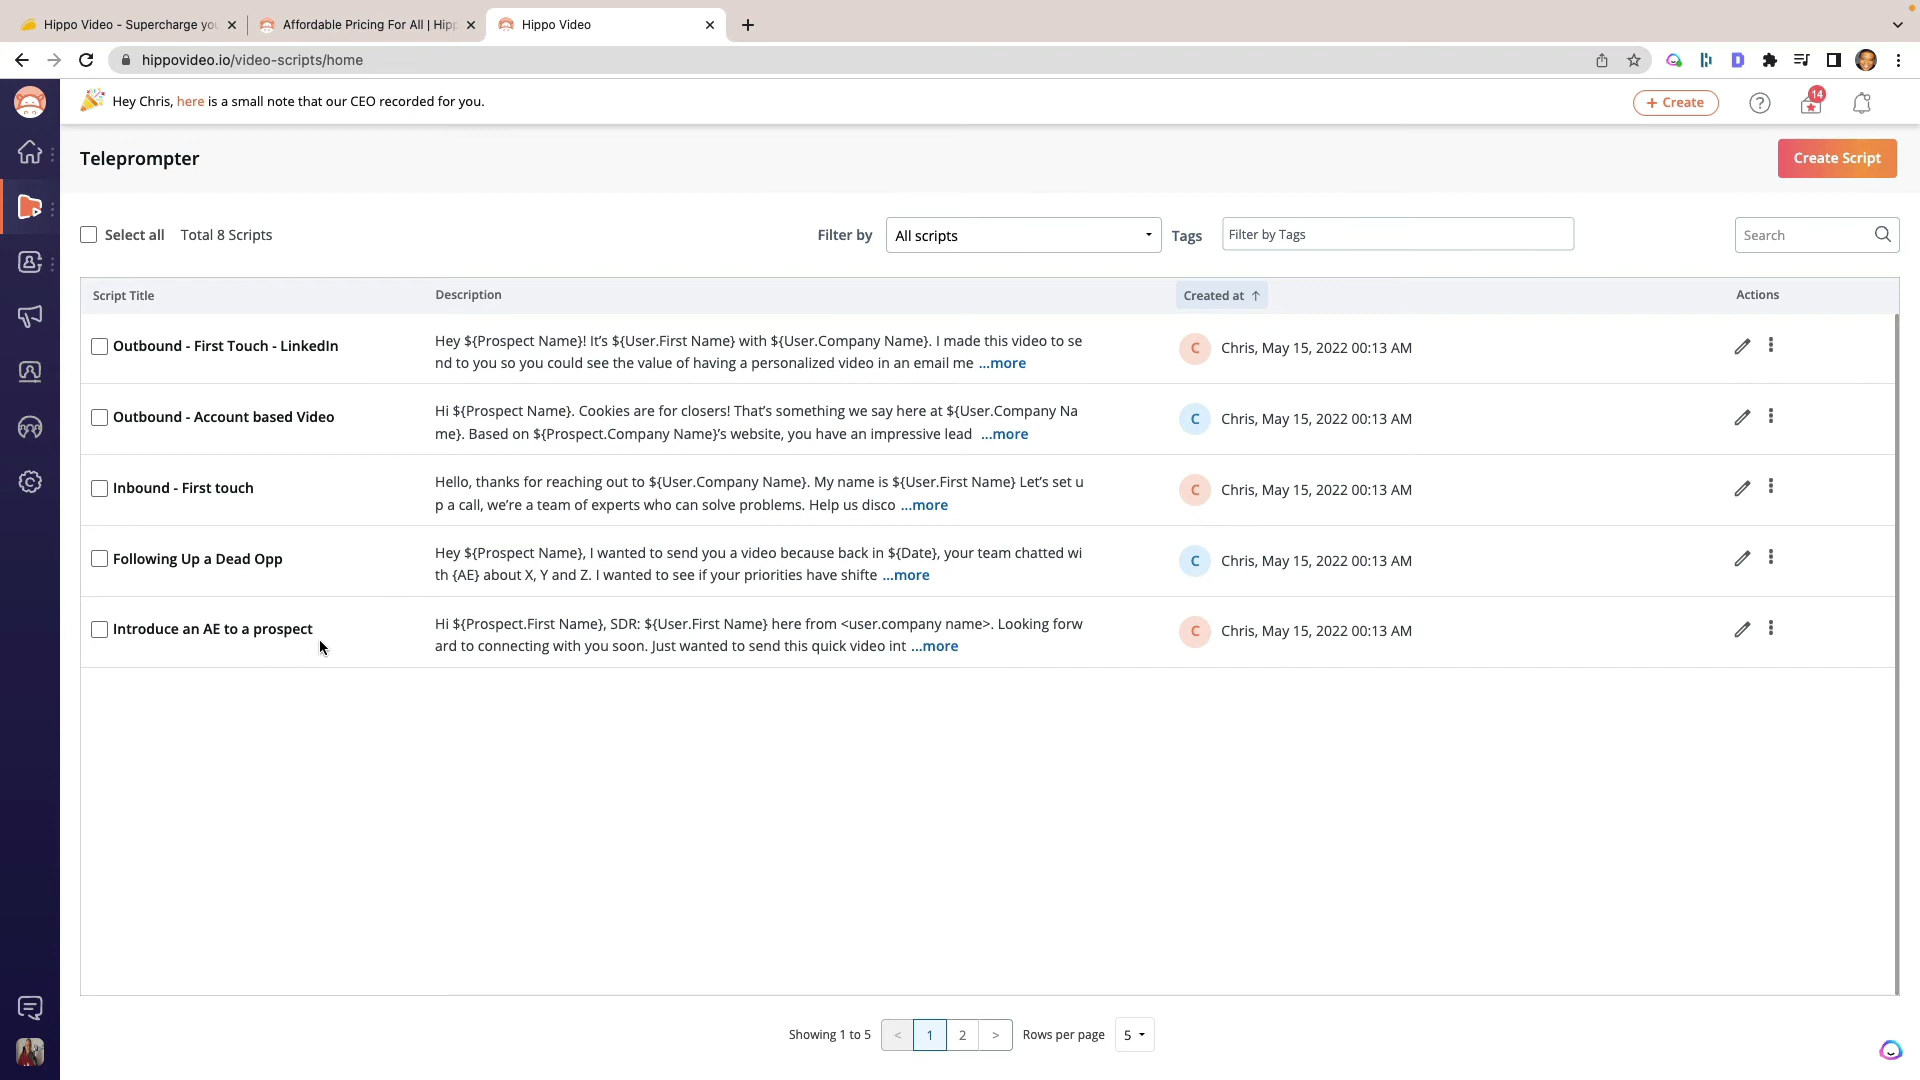 Hippo Video - Supercharge you
Affordable Pricing For All | Hipp
Hippo Video
hippovideo.io/video-scripts/home
Hey Chris, here is a small note that our CEO recorded for you.
+ Create
14
Teleprompter
Create Script
Select all
Total 8 Scripts
Filter by
All scripts
Tags
Filter by Tags
Search
Script Title
Description
Created at ↑
Actions
Outbound - First Touch - LinkedIn
Hey ${Prospect Name}! It’s ${User.First Name} with ${User.Company Name}. I made this video to se
nd to you so you could see the value of having a personalized video in an email me ...more
C
Chris, May 15, 2022 00:13 AM
Outbound - Account based Video
Hi ${Prospect Name}. Cookies are for closers! That’s something we say here at ${User.Company Na
me}. Based on ${Prospect.Company Name}’s website, you have an impressive lead ...more
C
Chris, May 15, 2022 00:13 AM
Inbound - First touch
Hello, thanks for reaching out to ${User.Company Name}. My name is ${User.First Name} Let’s set u
p a call, we’re a team of experts who can solve problems. Help us disco ...more
C
Chris, May 15, 2022 00:13 AM
Following Up a Dead Opp
Hey ${Prospect Name}, I wanted to send you a video because back in ${Date}, your team chatted wi
th {AE} about X, Y and Z. I wanted to see if your priorities have shifte ...more
C
Chris, May 15, 2022 00:13 AM
Introduce an AE to a prospect
Hi ${Prospect.First Name}, SDR: ${User.First Name} here from <user.company name>. Looking forw
ard to connecting with you soon. Just wanted to send this quick video int ...more
C
Chris, May 15, 2022 00:13 AM
Showing 1 to 5
< 1 2 >
Rows per page
5